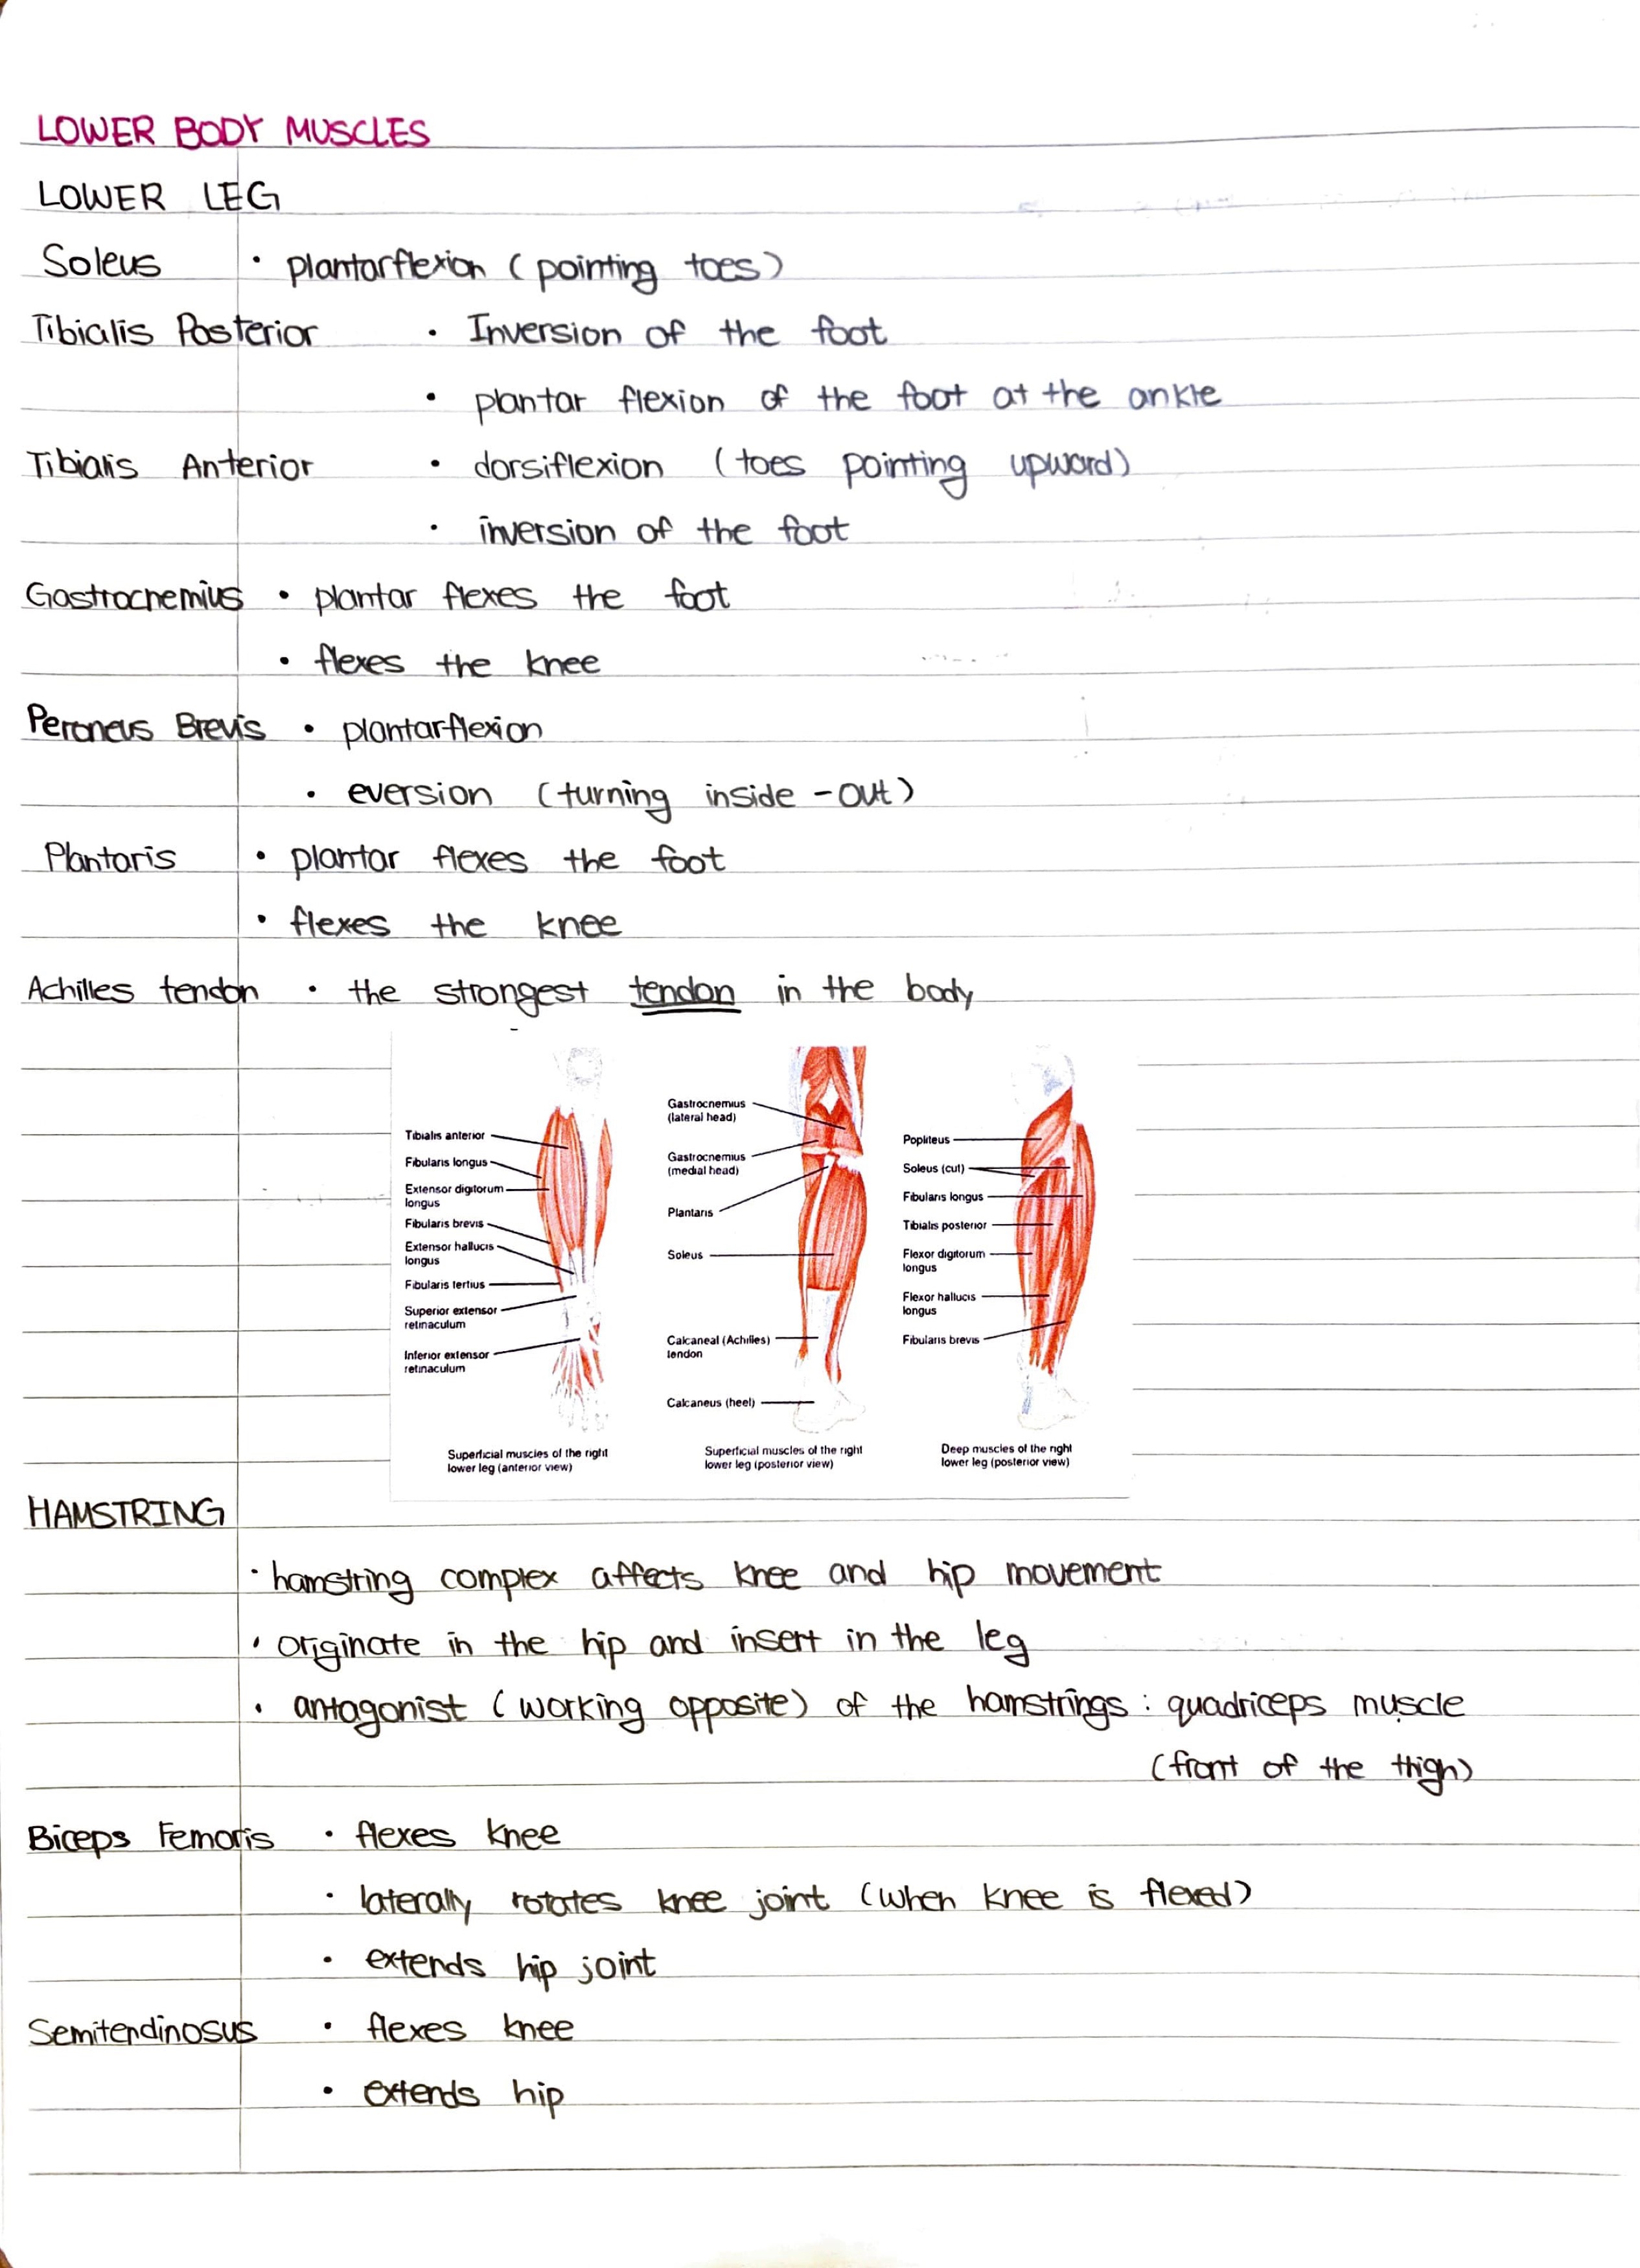 LOWER BODY MUSCLES
LOWER LEG
Soleus • plantarflexion (pointing toes)
Tibialis Posterior • Inversion of the foot
• plantar flexion of the foot at the ankle
Tibialis Anterior • dorsiflexion (toes pointing upward)
• inversion of the foot
Gastrocnemius • plantar flexes the foot
• flexes the knee
Peroneus Brevis • plantarflexion
• eversion (turning inside-out)
Plantaris • plantar flexes the foot
• flexes the knee
Achilles tendon • the strongest tendon in the body
Tibialis anterior
Fibularis longus
Extensor digitorum
longus
Fibularis brevis
Extensor hallucis
longus
Fibularis tertius
Superior extensor
retinaculum
Inferior extensor
retinaculum
Superficial muscles of the right
lower leg (anterior view)
Gastrocnemius
(lateral head)
Gastrocnemius
(medial head)
Plantaris
Soleus
Calcaneal (Achilles)
tendon
Calcaneus (heel)
Superficial muscles of the right
lower leg (posterior view)
Popliteus
Soleus (cut)
Fibularis longus
Tibialis posterior
Flexor digitorum
longus
Flexor hallucis
longus
Fibularis brevis
Deep muscles of the right
lower leg (posterior view)
HAMSTRING
• hamstring complex affects knee and hip movement
• originate in the hip and insert in the leg
• antagonist (working opposite) of the hamstrings : quadriceps muscle
(front of the thigh)
Biceps Femoris • flexes knee
• laterally rotates knee joint (when knee is flexed)
• extends hip joint
Semitendinosus • flexes knee
• extends hip